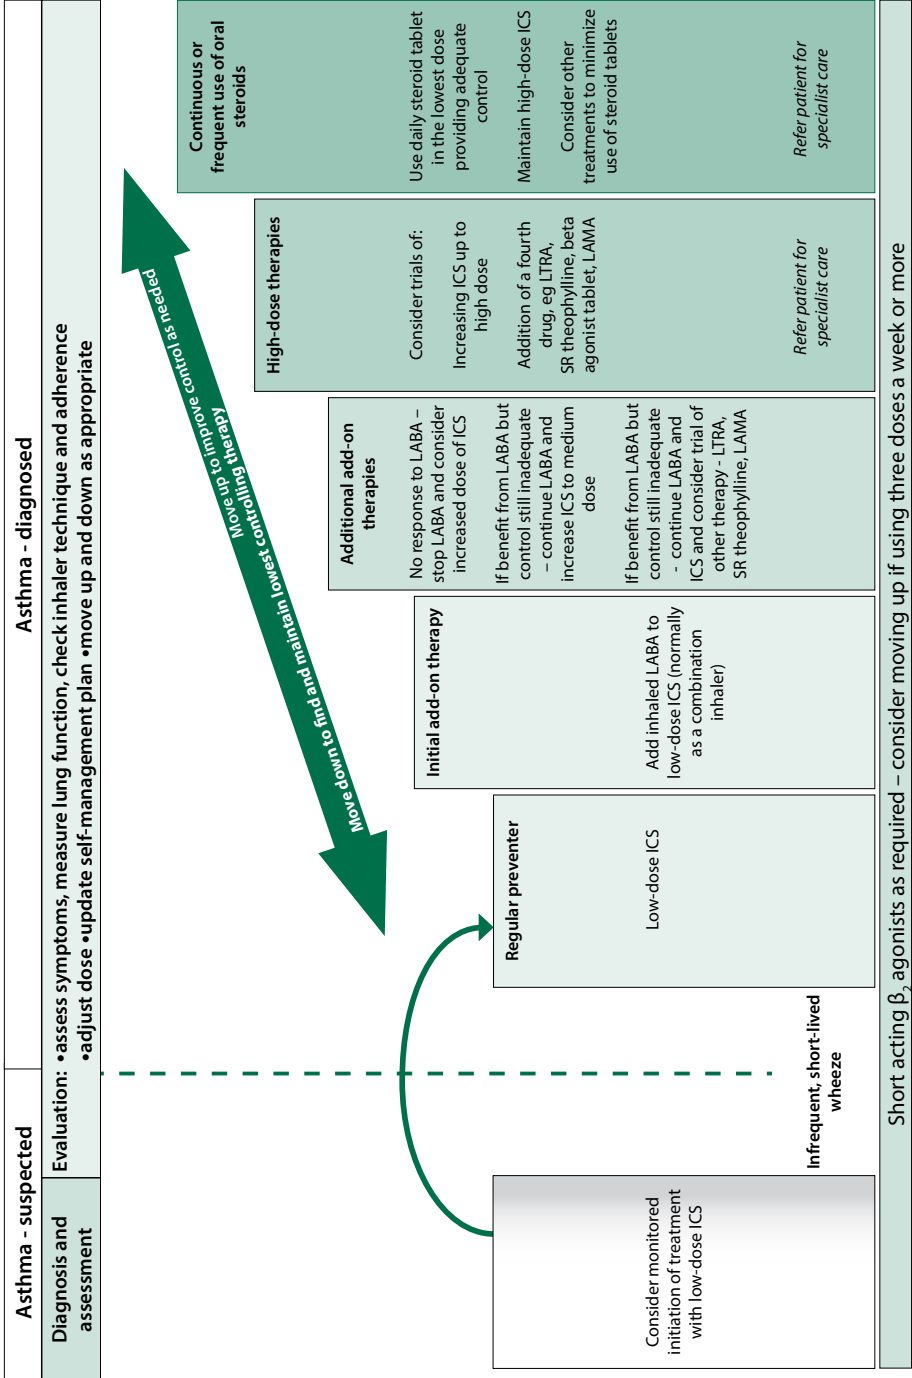 Asthma - suspected
Asthma - diagnosed
Diagnosis and
assessment
Evaluation: •assess symptoms, measure lung function, check inhaler technique and adherence
•adjust dose •update self-management plan •move up and down as appropriate
Move up to improve control as needed
Move down to find and maintain lowest controlling therapy
Consider monitored
initiation of treatment
with low-dose ICS
Infrequent, short-lived
wheeze
Regular preventer
Low-dose ICS
Initial add-on therapy
Add inhaled LABA to
low-dose ICS (normally
as a combination
inhaler)
Additional add-on
therapies
No response to LABA –
stop LABA and consider
increased dose of ICS
If benefit from LABA but
control still inadequate
– continue LABA and
increase ICS to medium
dose
If benefit from LABA but
control still inadequate
- continue LABA and
ICS and consider trial of
other therapy - LTRA,
SR theophylline, LAMA
High-dose therapies
Consider trials of:
Increasing ICS up to
high dose
Addition of a fourth
drug, eg LTRA,
SR theophylline, beta
agonist tablet, LAMA
Refer patient for
specialist care
Continuous or
frequent use of oral
steroids
Use daily steroid tablet
in the lowest dose
providing adequate
control
Maintain high-dose ICS
Consider other
treatments to minimize
use of steroid tablets
Refer patient for
specialist care
Short acting β₂ agonists as required – consider moving up if using three doses a week or more